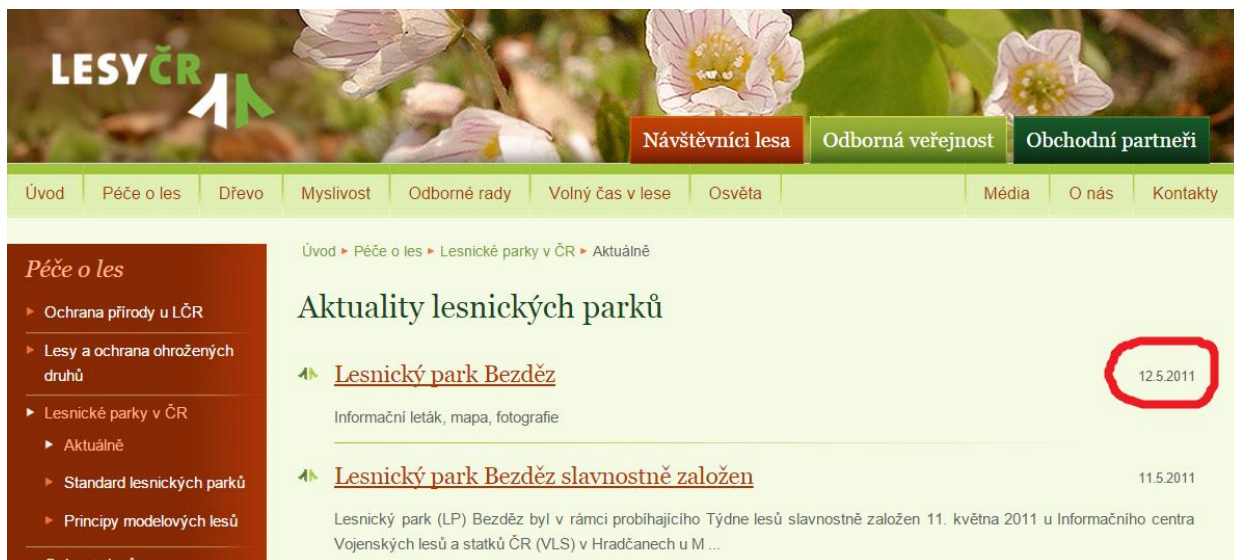 LESYČR
Návštěvníci lesa
Odborná veřejnost
Obchodní partneři
Úvod
Péče o les
Dřevo
Myslivost
Odborné rady
Volný čas v lese
Osvěta
Média
O nás
Kontakty
Péče o les
Ochrana přírody u LČR
Lesy a ochrana ohrožených
druhů
Lesnické parky v ČR
Aktuálně
Standard lesnických parků
Principy modelových lesů
Úvod ► Péče o les ► Lesnické parky v ČR ► Aktuálně
Aktuality lesnických parků
Lesnický park Bezděz
12.5.2011
Informační leták, mapa, fotografie
Lesnický park Bezděz slavnostně založen
11.5.2011
Lesnický park (LP) Bezděz byl v rámci probíhajícího Týdne lesů slavnostně založen 11. května 2011 u Informačního centra
Vojenských lesů a statků ČR (VLS) v Hradčanech u M ...